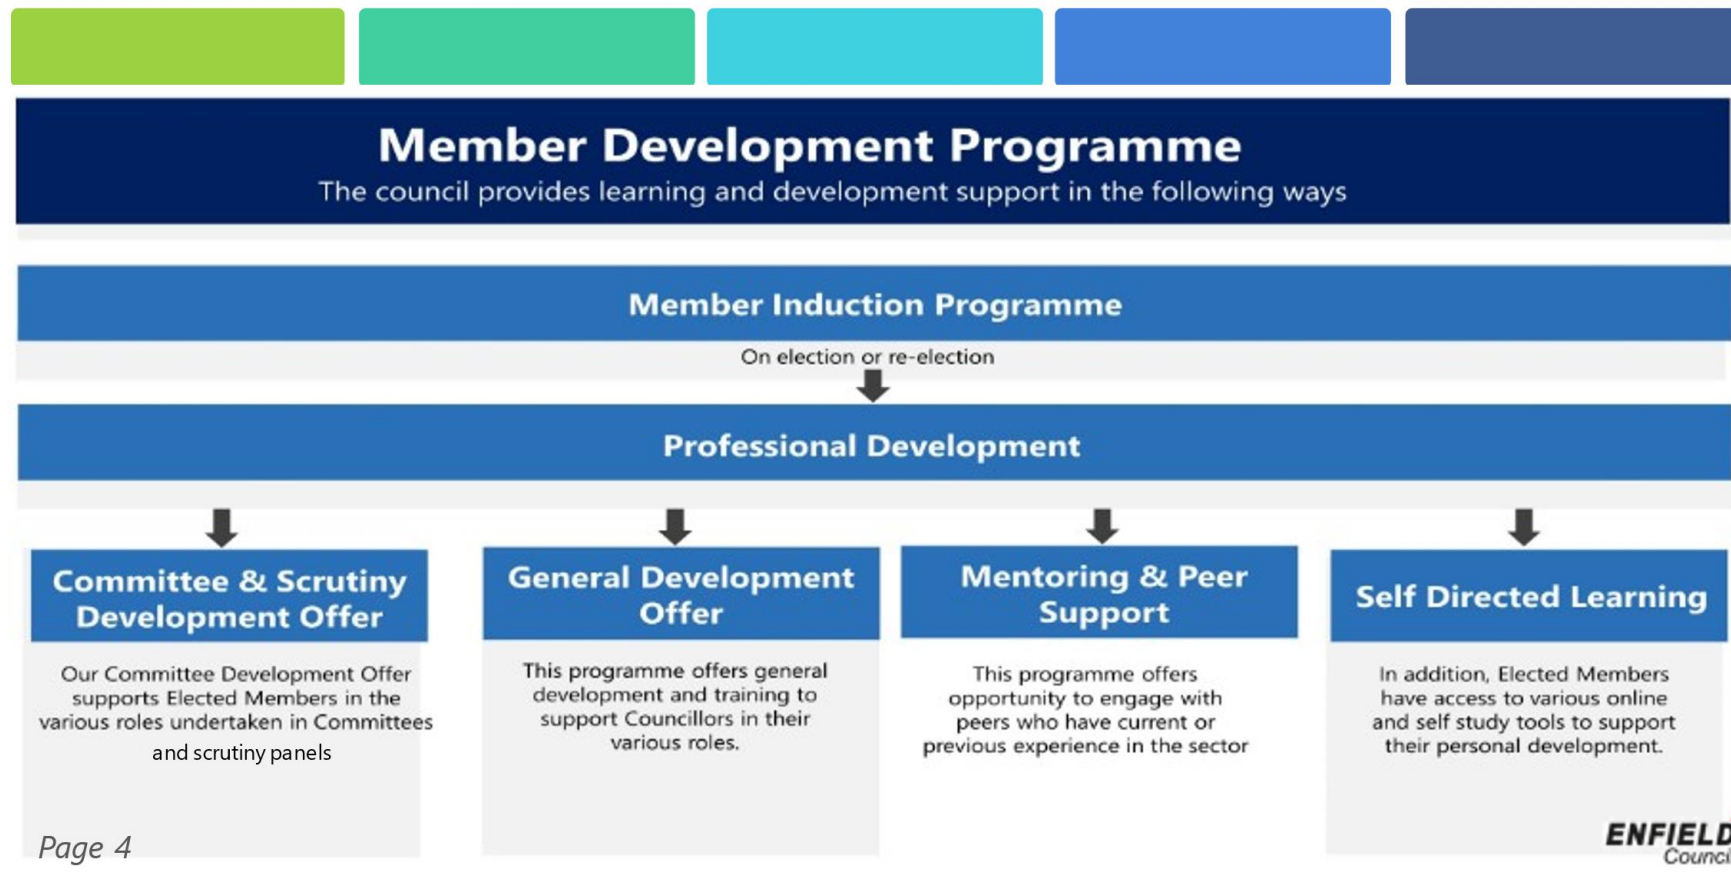 Member Development Programme
The council provides learning and development support in the following ways
Member Induction Programme
On election or re-election
Professional Development
Committee & Scrutiny
Development Offer
Our Committee Development Offer
supports Elected Members in the
various roles undertaken in Committees
and scrutiny panels
General Development
Offer
This programme offers general
development and training to
support Councillors in their
various roles.
Mentoring & Peer
Support
This programme offers
opportunity to engage with
peers who have current or
previous experience in the sector
Self Directed Learning
In addition, Elected Members
have access to various online
and self study tools to support
their personal development.
Page 4
ENFIELD
Council